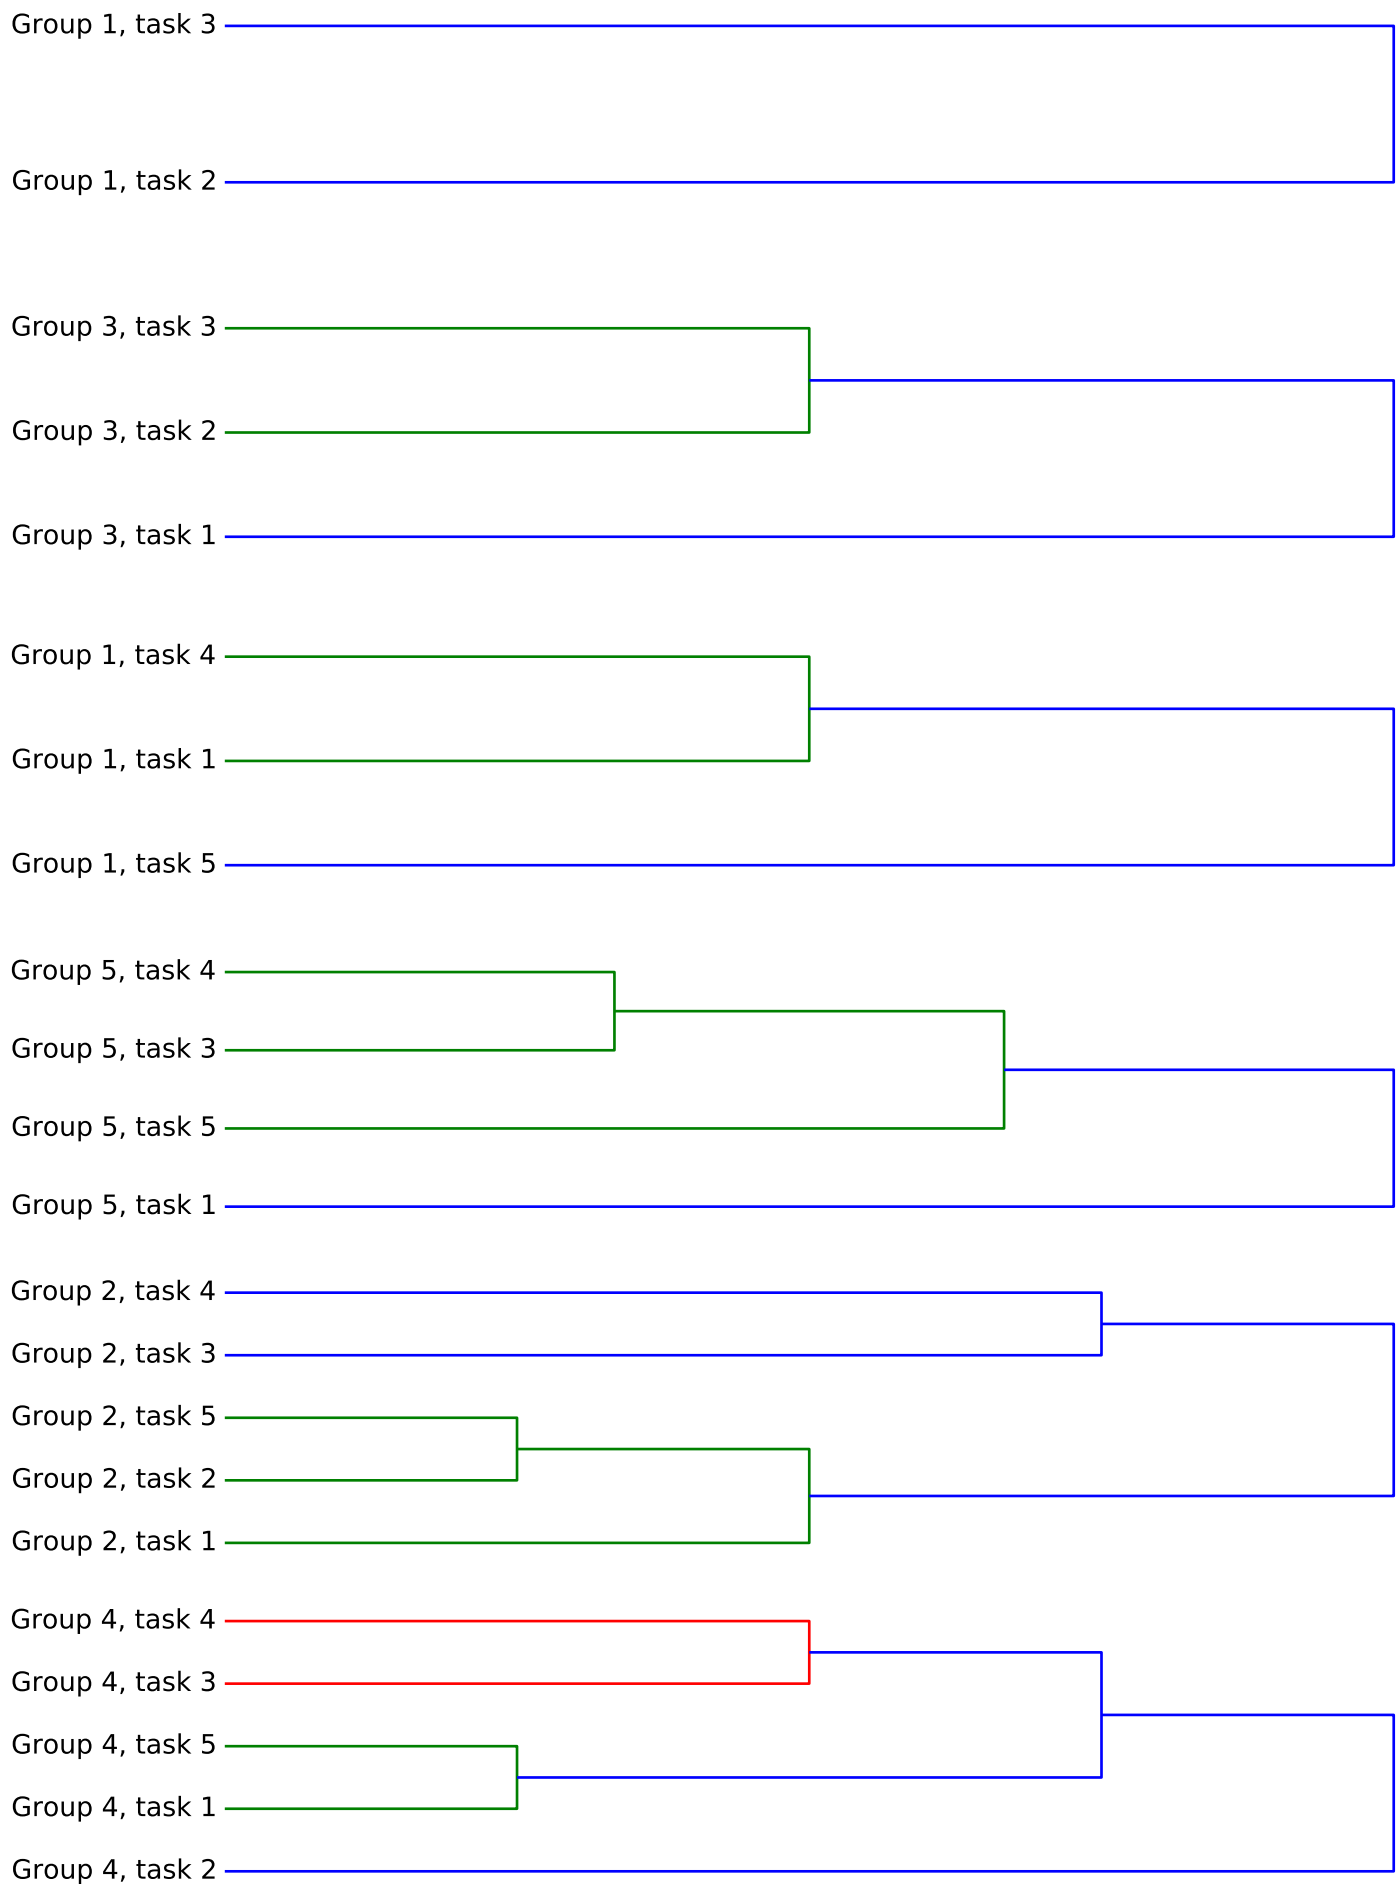 Group 1, task 3
Group 1, task 2
Group 3, task 3
Group 3, task 2
Group 3, task 1
Group 1, task 4
Group 1, task 1
Group 1, task 5
Group 5, task 4
Group 5, task 3
Group 5, task 5
Group 5, task 1
Group 2, task 4
Group 2, task 3
Group 2, task 5
Group 2, task 2
Group 2, task 1
Group 4, task 4
Group 4, task 3
Group 4, task 5
Group 4, task 1
Group 4, task 2